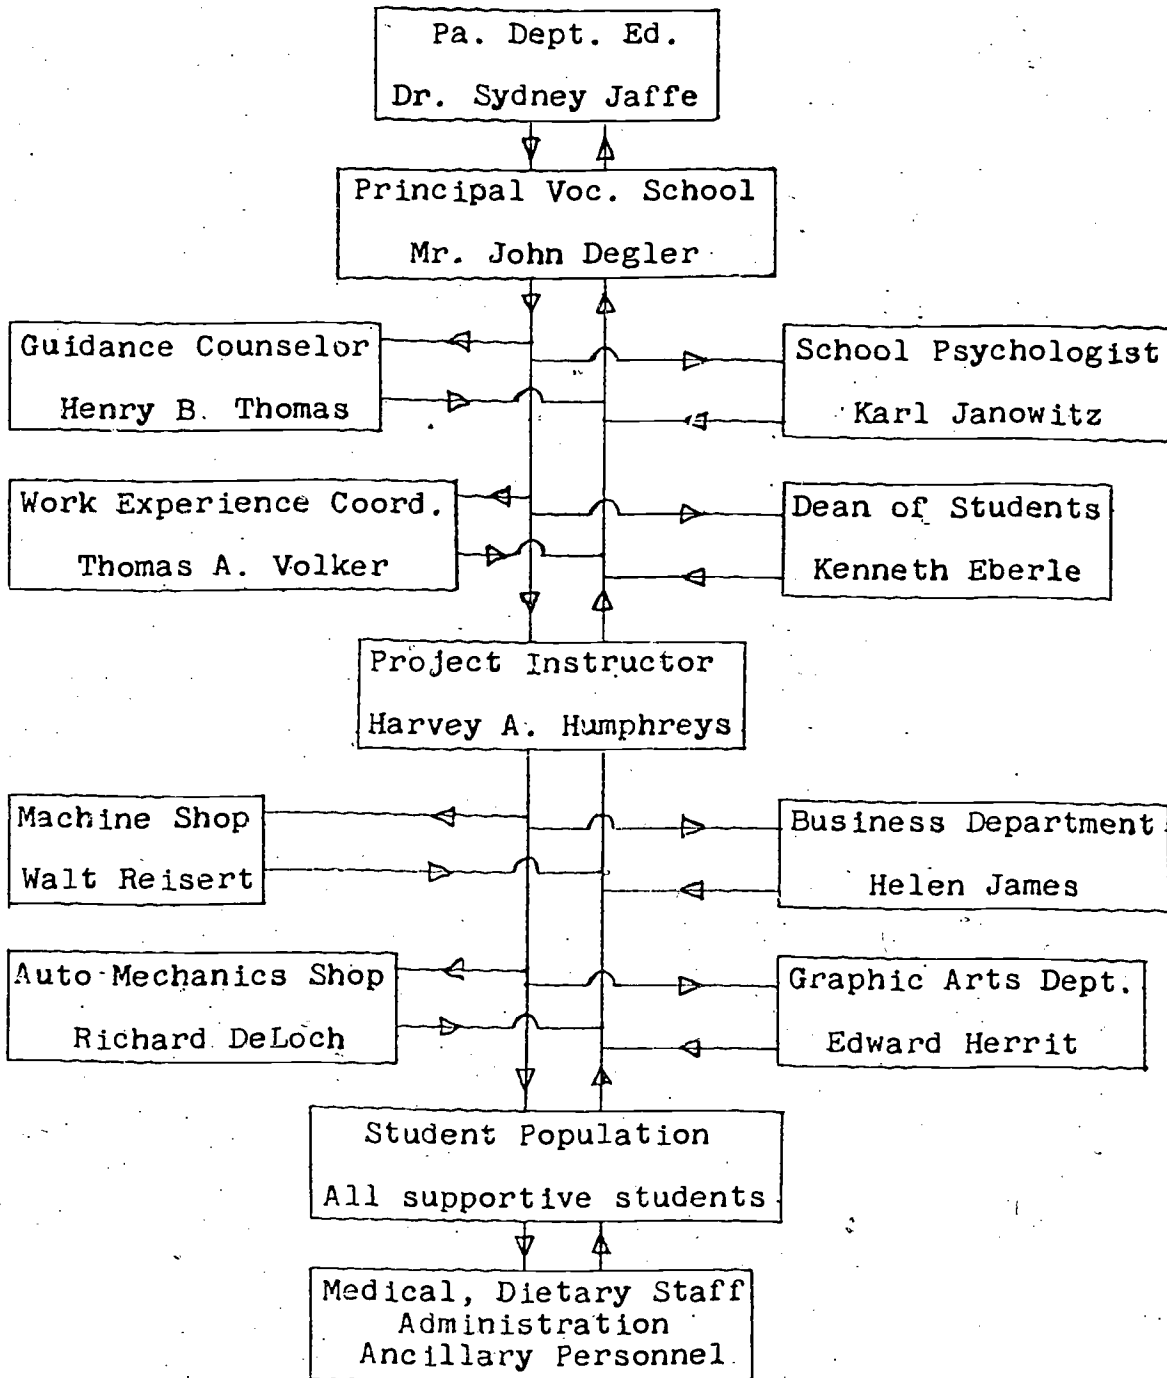 Pa. Dept. Ed.
Dr. Sydney Jaffe
Principal Voc. School
Mr. John Degler
Guidance Counselor
Henry B. Thomas
School Psychologist
Karl Janowitz
Work Experience Coord.
Thomas A. Volker
Dean of Students
Kenneth Eberle
Project Instructor
Harvey A. Humphreys
Machine Shop
Walt Reisert
Business Department
Helen James
Auto Mechanics Shop
Richard DeLoch
Graphic Arts Dept.
Edward Herrit
Student Population
All supportive students
Medical, Dietary Staff
Administration
Ancillary Personnel